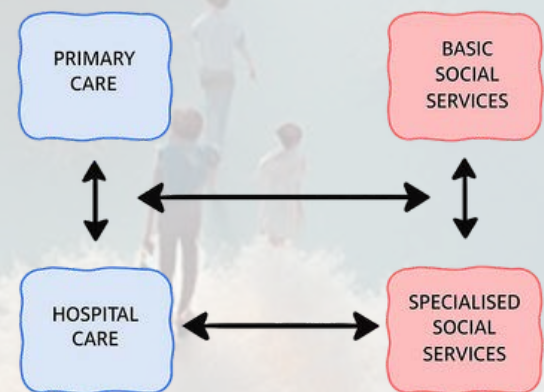 PRIMARY
CARE
BASIC
SOCIAL
SERVICES
HOSPITAL
CARE
SPECIALISED
SOCIAL
SERVICES